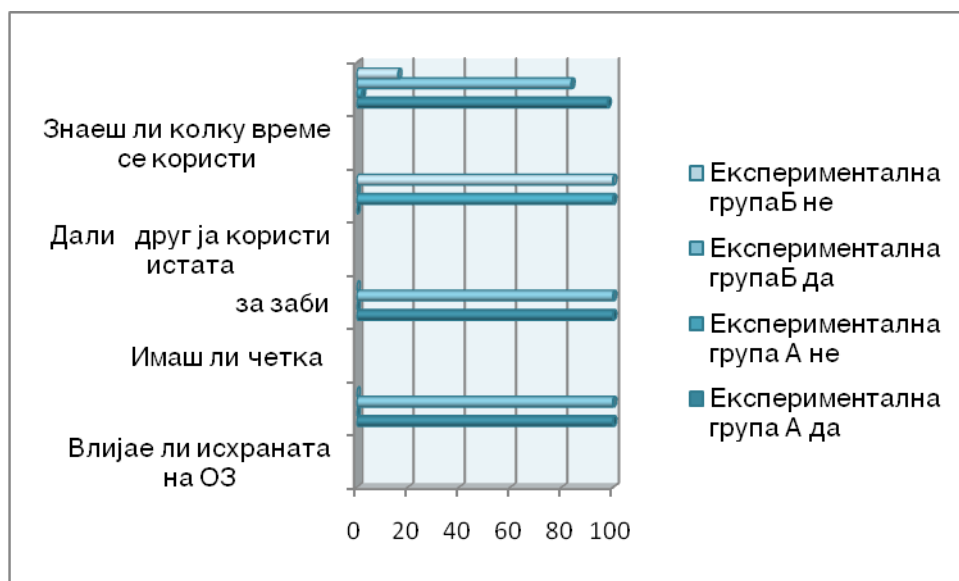 Знаеш ли колку време
се користи
Дали друг ја користи
истата
за заби
Имаш ли четка
Влијае ли исхраната
на ОЗ
0 20 40 60 80 100
Експериментална
групаБ не
Експериментална
групаБ да
Експериментална
група А не
Експериментална
група А да